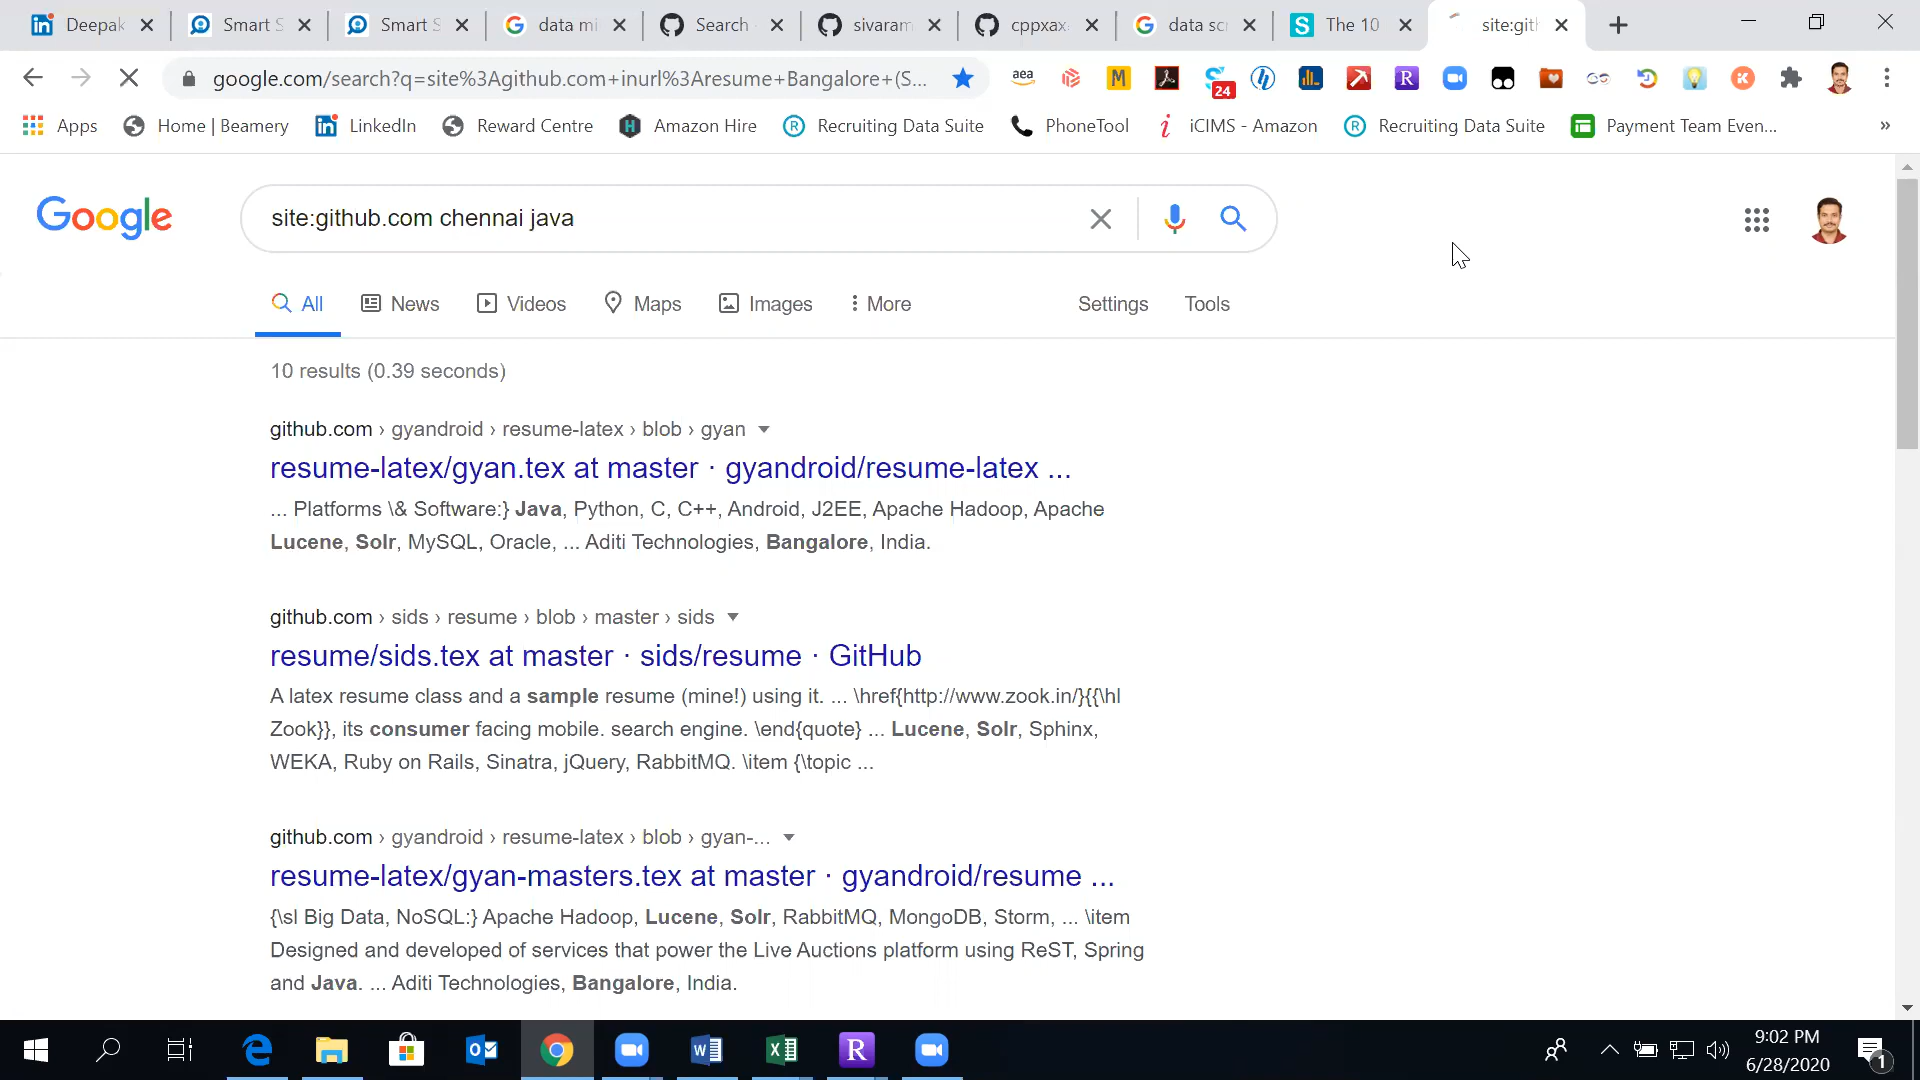 Deepak
Smart S
Smart S
data mi
Search
sivaram
cppxax
data scr
The 10
site:gith
google.com/search?q=site%3Agithub.com+inurl%3Aresume+Bangalore+(S...
aea
M
24
R
K
Apps
Home | Beamery
LinkedIn
Reward Centre
Amazon Hire
Recruiting Data Suite
PhoneTool
iCIMS - Amazon
Recruiting Data Suite
Payment Team Even...
»
Google
site:github.com chennai java
All
News
Videos
Maps
Images
More
Settings
Tools
10 results (0.39 seconds)
github.com › gyandroid › resume-latex › blob › gyan
resume-latex/gyan.tex at master · gyandroid/resume-latex ...
... Platforms \& Software:} Java, Python, C, C++, Android, J2EE, Apache Hadoop, Apache
Lucene, Solr, MySQL, Oracle, ... Aditi Technologies, Bangalore, India.
github.com › sids › resume › blob › master › sids
resume/sids.tex at master · sids/resume · GitHub
A latex resume class and a sample resume (mine!) using it. ... \href{http://www.zook.in/}{{\hl
Zook}}, its consumer facing mobile. search engine. \end{quote} ... Lucene, Solr, Sphinx,
WEKA, Ruby on Rails, Sinatra, jQuery, RabbitMQ. \item {\topic ...
github.com › gyandroid › resume-latex › blob › gyan-...
resume-latex/gyan-masters.tex at master · gyandroid/resume ...
{\sl Big Data, NoSQL:} Apache Hadoop, Lucene, Solr, RabbitMQ, MongoDB, Storm, ... \item
Designed and developed of services that power the Live Auctions platform using ReST, Spring
and Java. ... Aditi Technologies, Bangalore, India.
9:02 PM
6/28/2020
1